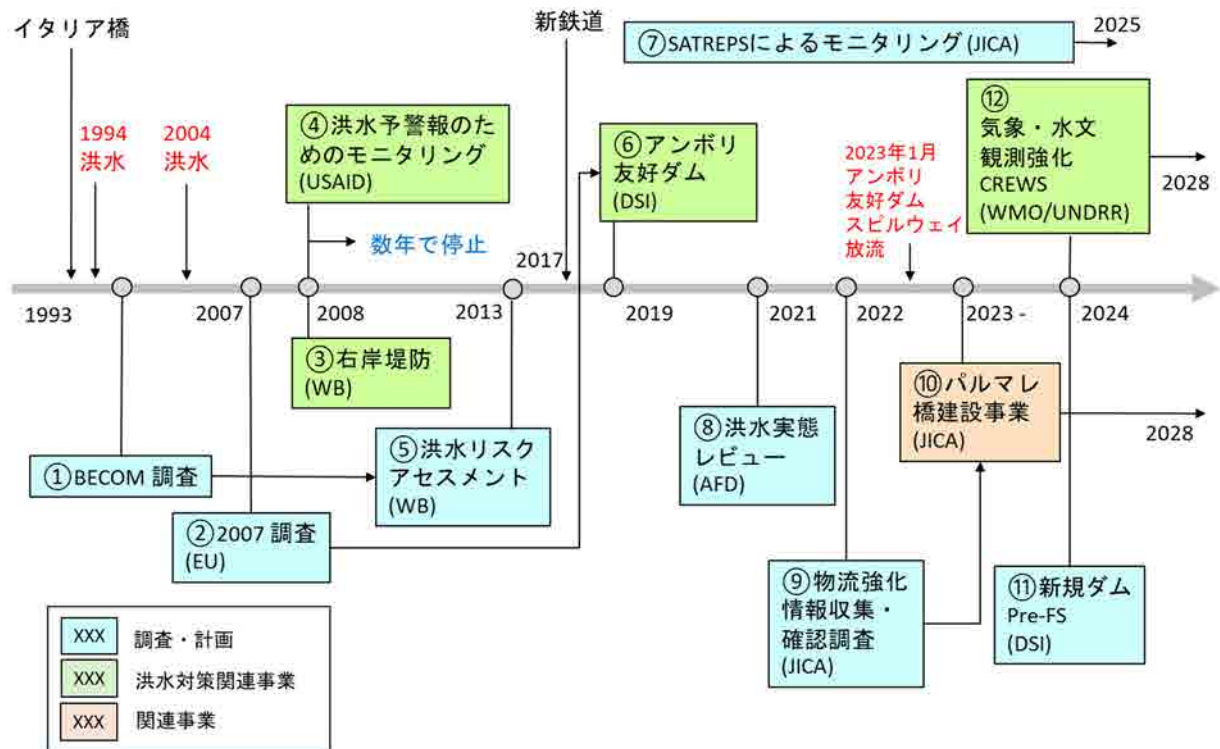 イタリア橋
新鉄道
⑦SATREPSによるモニタリング(JICA)
2025
1994
洪水
2004
洪水
④洪水予警報のた
めのモニタリング
(USAID)
数年で停止
⑥アンボリ
友好ダム
(DSI)
2023年1月
アンボリ
友好ダム
スピルウェイ
放流
⑫
気象・水文
観測強化
CREWS
(WMO/UNDRR)
2028
2017
1993
2007
2008
2013
2019
2021
2022
2023 -
2024
③右岸堤防
(WB)
①BECOM 調査
⑤洪水リスク
アセスメント
(WB)
②2007 調査
(EU)
⑧洪水実態
レビュー
(AFD)
⑩パルマレ
橋建設事業
(JICA)
2028
⑨物流強化
情報収集・
確認調査
(JICA)
⑪新規ダム
Pre-FS
(DSI)
XXX 調査・計画
XXX 洪水対策関連事業
XXX 関連事業